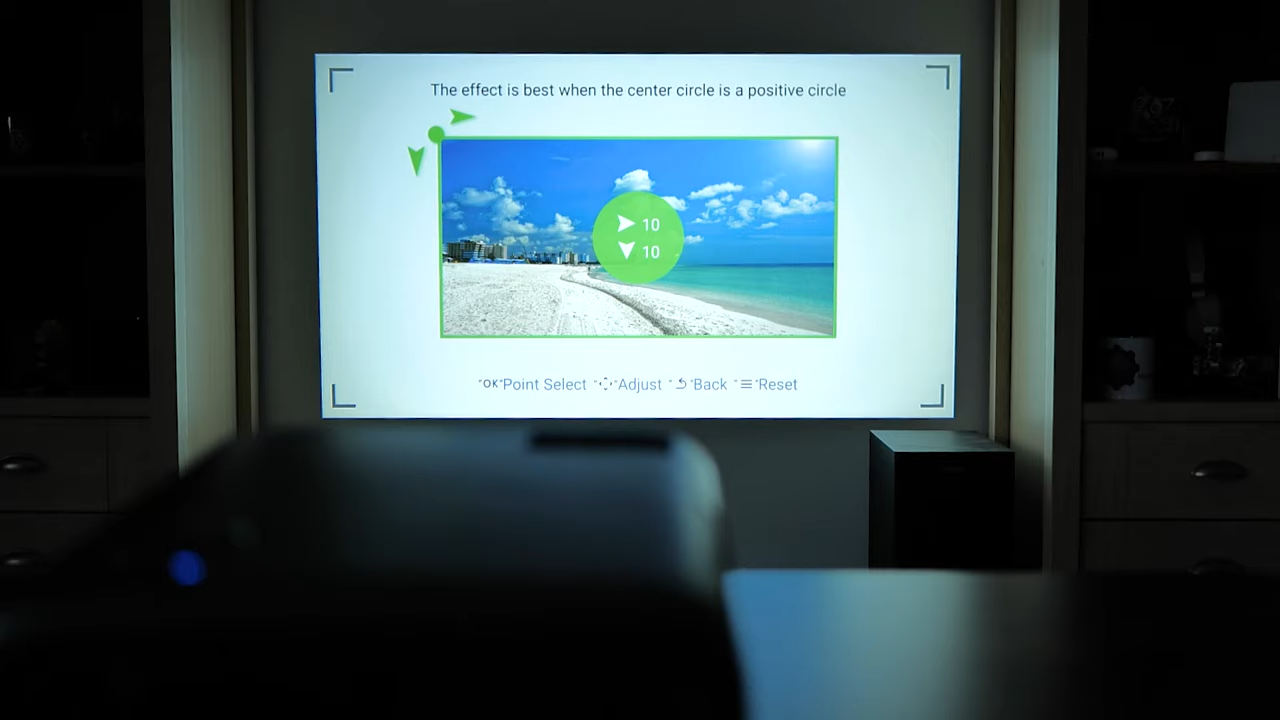 The effect is best when the center circle is a positive circle
10
10
"OK"Point Select " "Adjust " "Back "☰"Reset